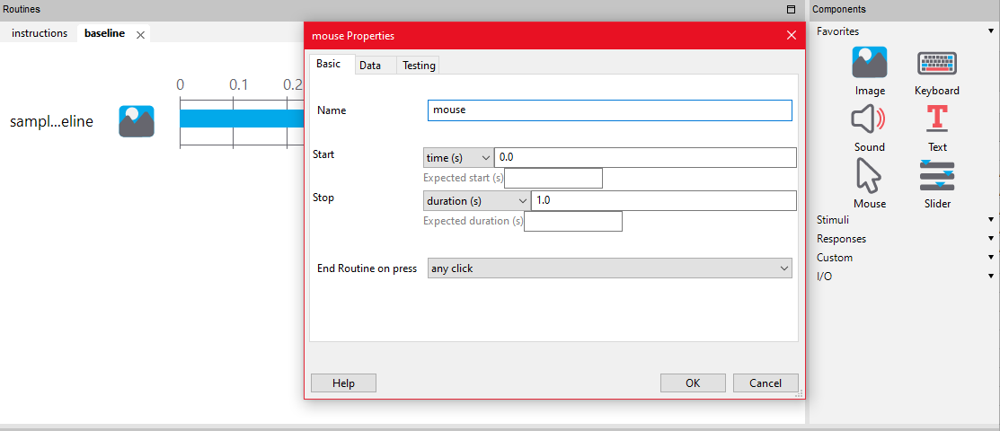 Routines
instructions
baseline
0
0.1
0.2
sampl...eline
mouse Properties
Basic
Data
Testing
Name
mouse
Start
time (s)
0.0
Expected start (s)
Stop
duration (s)
1.0
Expected duration (s)
End Routine on press
any click
Help
OK
Cancel
Components
Favorites
Image
Keyboard
Sound
Text
Mouse
Slider
Stimuli
Responses
Custom
I/O